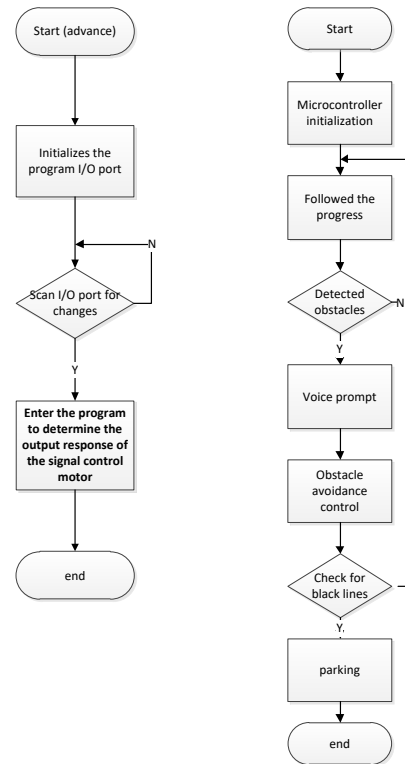 Start (advance)
Initializes the
program I/O port
N
Scan I/O port for
changes
Y
Enter the program
to determine the
output response of
the signal control
motor
end
Start
Microcontroller
initialization
Followed the
progress
Detected
obstacles
N
Y
Voice prompt
Obstacle
avoidance
control
Check for
black lines
Y,
parking
end